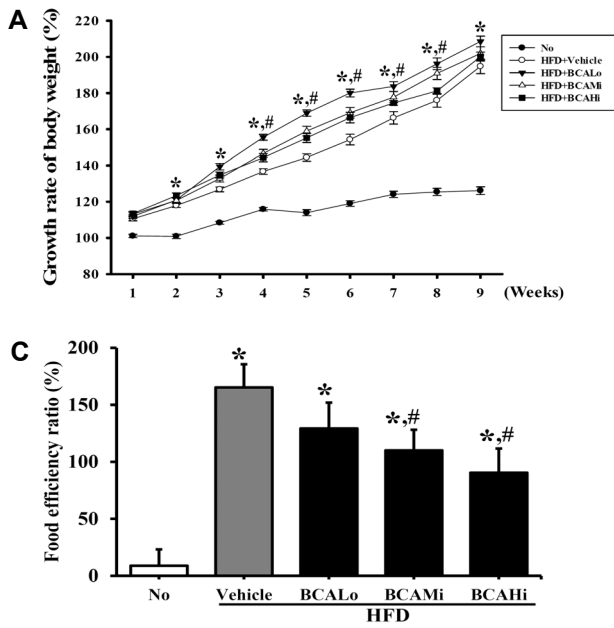 A
Growth rate of body weight (%)
220
200
180
160
140
120
100
80
*
*
*,#
*,#
*,#
*,#
*,#
*
No
HFD+Vehicle
HFD+BCALo
HFD+BCAMi
HFD+BCAHi
1 2 3 4 5 6 7 8 9 (Weeks)
C
Food efficiency ratio (%)
200
150
100
50
0
*
*
*,#
*,#
No Vehicle BCALo BCAMi BCAHi
HFD